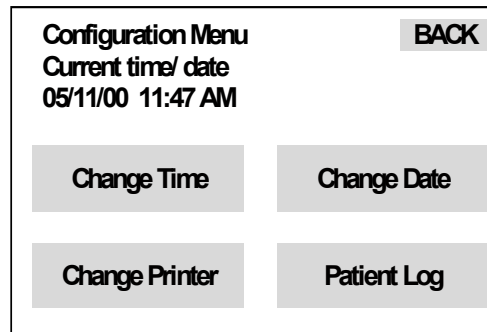 Configuration Menu
BACK
Current time/ date
05/11/00 11:47 AM
Change Time
Change Date
Change Printer
Patient Log